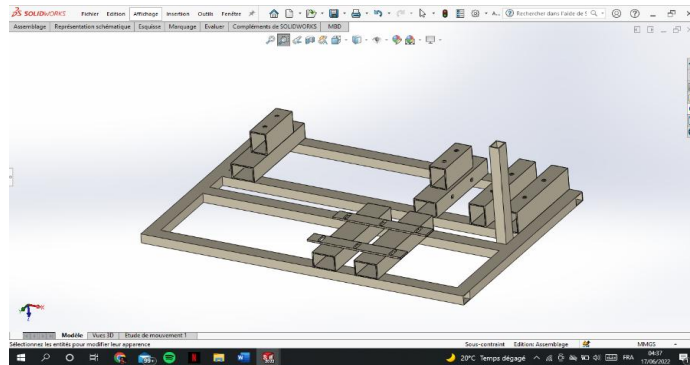 SOLIDWORKS Fichier Edition Affichage Insertion Outils Fenêtre Rechercher dans l'aide de S
Assemblage Représentation schématique Esquisse Marquage Evaluer Compléments de SOLIDWORKS MBD
Modèle Vues 3D Etude de mouvement 1
Sélectionnez les entités pour modifier leur apparence Sous-contraint Editions: Assemblage MMGS
99+ 20°C Temps dégagé FRA 04:37
17/06/2022